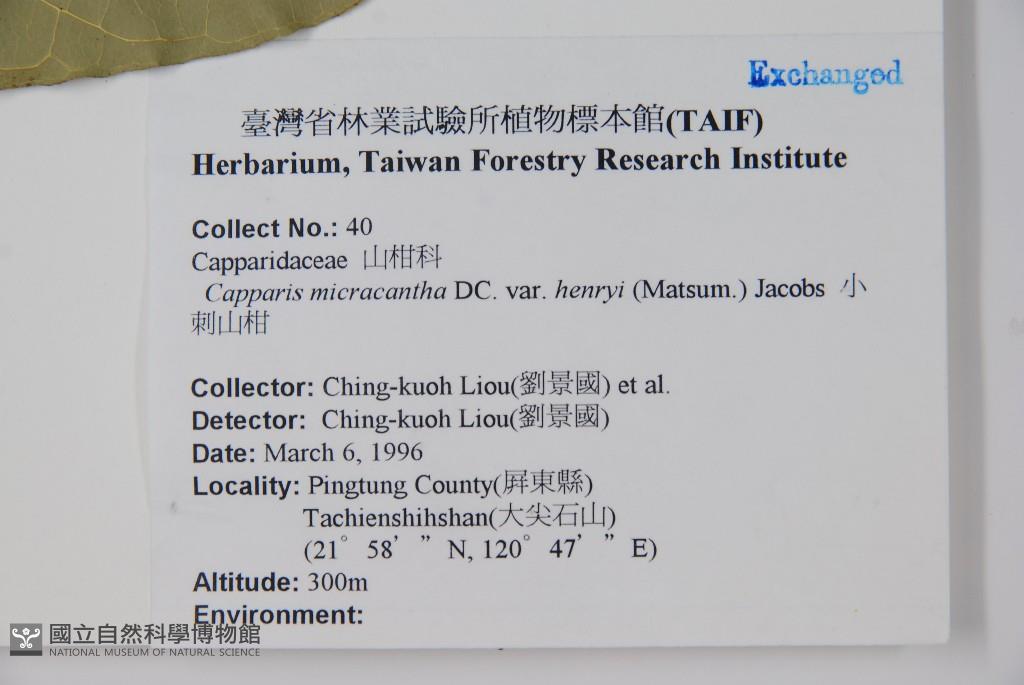 Exchanged
臺灣省林業試驗所植物標本館(TAIF)
Herbarium, Taiwan Forestry Research Institute
Collect No.: 40
Capparidaceae 山柑科
Capparis micracantha DC. var. henryi (Matsum.) Jacobs 小
刺山柑
Collector: Ching-kuoh Liou(劉景國) et al.
Detector: Ching-kuoh Liou(劉景國)
Date: March 6, 1996
Locality: Pingtung County(屏東縣)
Tachienshihshan(大尖石山)
(21° 58’ ” N, 120° 47’ ” E)
Altitude: 300m
Environment:
國立自然科學博物館
NATIONAL MUSEUM OF NATURAL SCIENCE